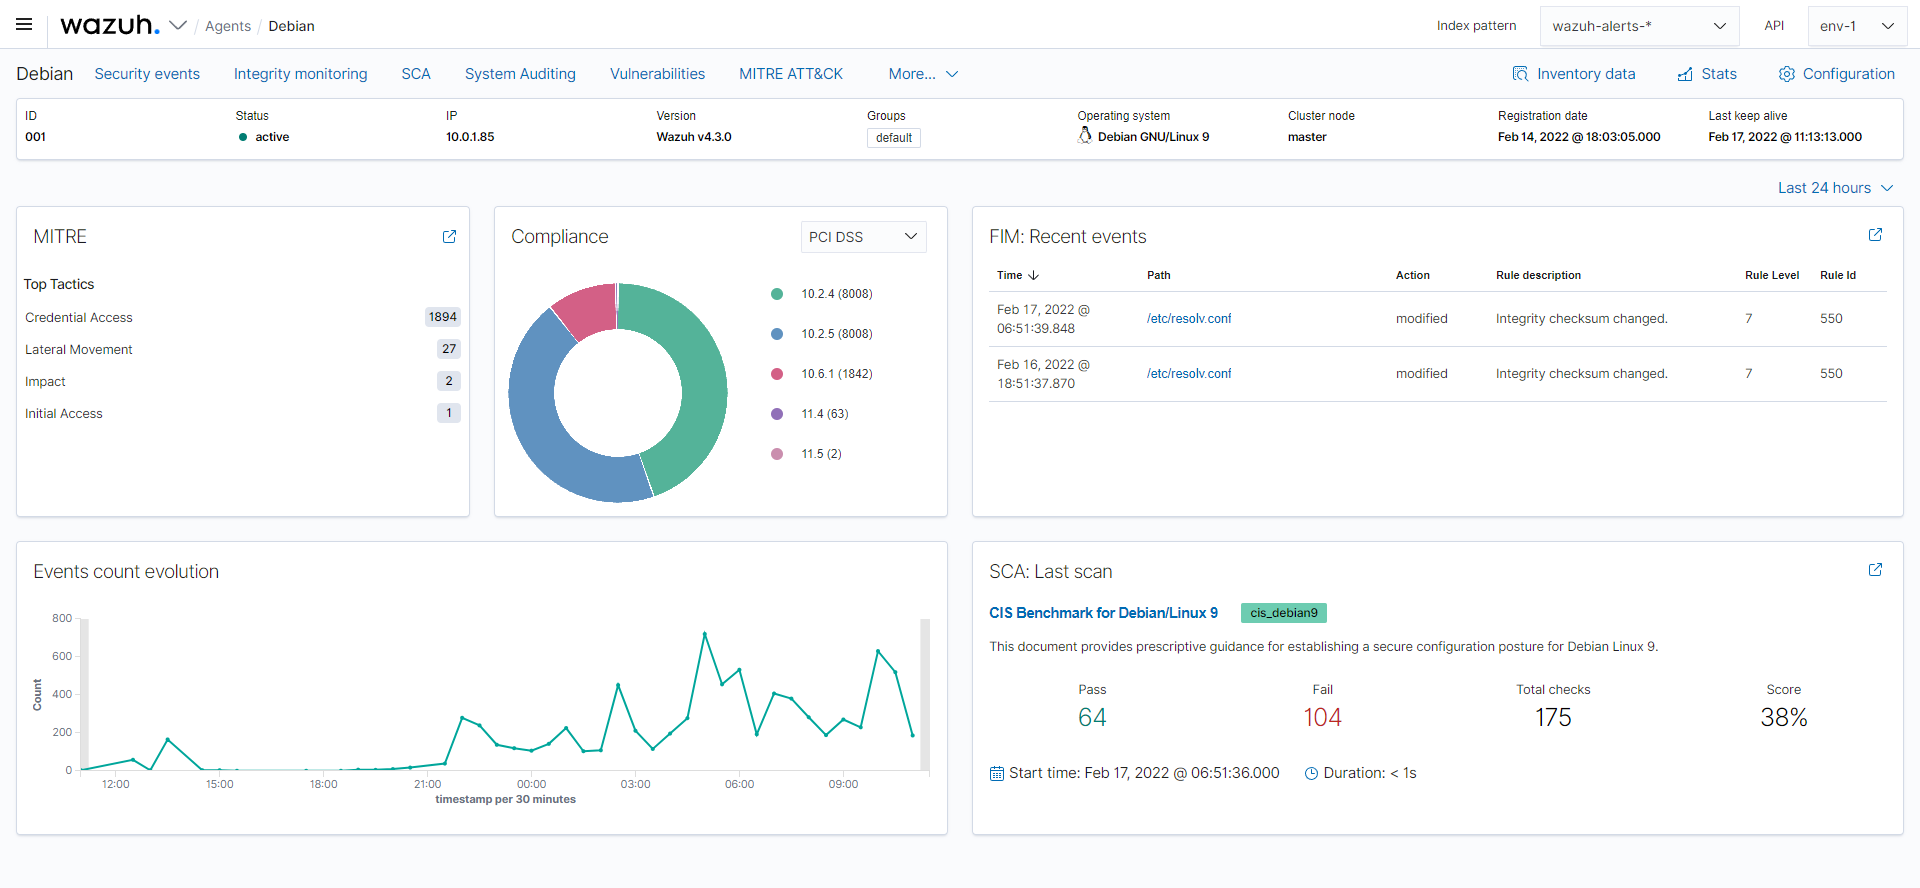 wazuh. / Agents / Debian
Index pattern wazuh-alerts-* API env-1
Debian Security events Integrity monitoring SCA System Auditing Vulnerabilities MITRE ATT&CK More... Inventory data Stats Configuration
ID Status IP Version Groups Operating system Cluster node Registration date Last keep alive
001 active 10.0.1.85 Wazuh v4.3.0 default Debian GNU/Linux 9 master Feb 14, 2022 @ 18:03:05.000 Feb 17, 2022 @ 11:13:13.000
Last 24 hours
MITRE
Top Tactics
Credential Access 1894
Lateral Movement 27
Impact 2
Initial Access 1
Compliance PCI DSS
10.2.4 (8008)
10.2.5 (8008)
10.6.1 (1842)
11.4 (63)
11.5 (2)
FIM: Recent events
Time Path Action Rule description Rule Level Rule Id
Feb 17, 2022 @
06:51:39.848 /etc/resolv.conf modified Integrity checksum changed. 7 550
Feb 16, 2022 @
18:51:37.870 /etc/resolv.conf modified Integrity checksum changed. 7 550
Events count evolution
Count
800
600
400
200
0
12:00 15:00 18:00 21:00 00:00 03:00 06:00 09:00
timestamp per 30 minutes
SCA: Last scan
CIS Benchmark for Debian/Linux 9 cis_debian9
This document provides prescriptive guidance for establishing a secure configuration posture for Debian Linux 9.
Pass Fail Total checks Score
64 104 175 38%
Start time: Feb 17, 2022 @ 06:51:36.000 Duration: < 1s